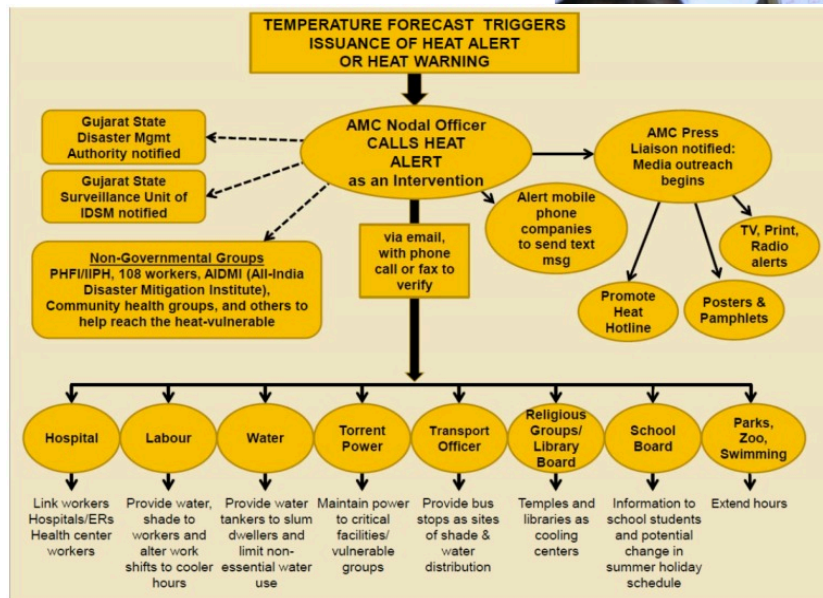 TEMPERATURE FORECAST TRIGGERS
ISSUANCE OF HEAT ALERT
OR HEAT WARNING
Gujarat State
Disaster Mgmt
Authority notified
AMC Nodal Officer
CALLS HEAT
ALERT
as an Intervention
AMC Press
Liaison notified:
Media outreach
begins
Gujarat State
Surveillance Unit of
IDSM notified
Alert mobile
phone
companies
to send text
msg
TV, Print,
Radio
alerts
Non-Governmental Groups
PHFI/IIPH, 108 workers, AIDMI (All-India
Disaster Mitigation Institute),
Community health groups, and others to
help reach the heat-vulnerable
via email,
with phone
call or fax to
verify
Promote
Heat
Hotline
Posters &
Pamphlets
Hospital
Labour
Water
Torrent
Power
Transport
Officer
Religious
Groups/
Library
Board
School
Board
Parks,
Zoo,
Swimming
Link workers
Hospitals/ERs
Health center
workers
Provide water,
shade to
workers and
alter work
shifts to cooler
hours
Provide water
tankers to slum
dwellers and
limit non-
essential water
use
Maintain power
to critical
facilities/
vulnerable
groups
Provide bus
stops as sites
of shade &
water
distribution
Temples and
libraries as
cooling
centers
Information to
school students
and potential
change in
summer holiday
schedule
Extend hours